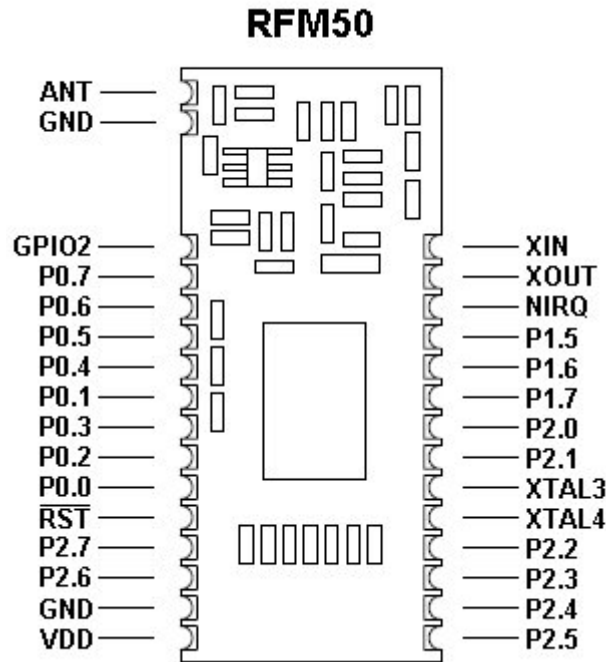 RFM50
ANT
GND
GPIO2
P0.7
P0.6
P0.5
P0.4
P0.1
P0.3
P0.2
P0.0
RST
P2.7
P2.6
GND
VDD
XIN
XOUT
NIRQ
P1.5
P1.6
P1.7
P2.0
P2.1
XTAL3
XTAL4
P2.2
P2.3
P2.4
P2.5